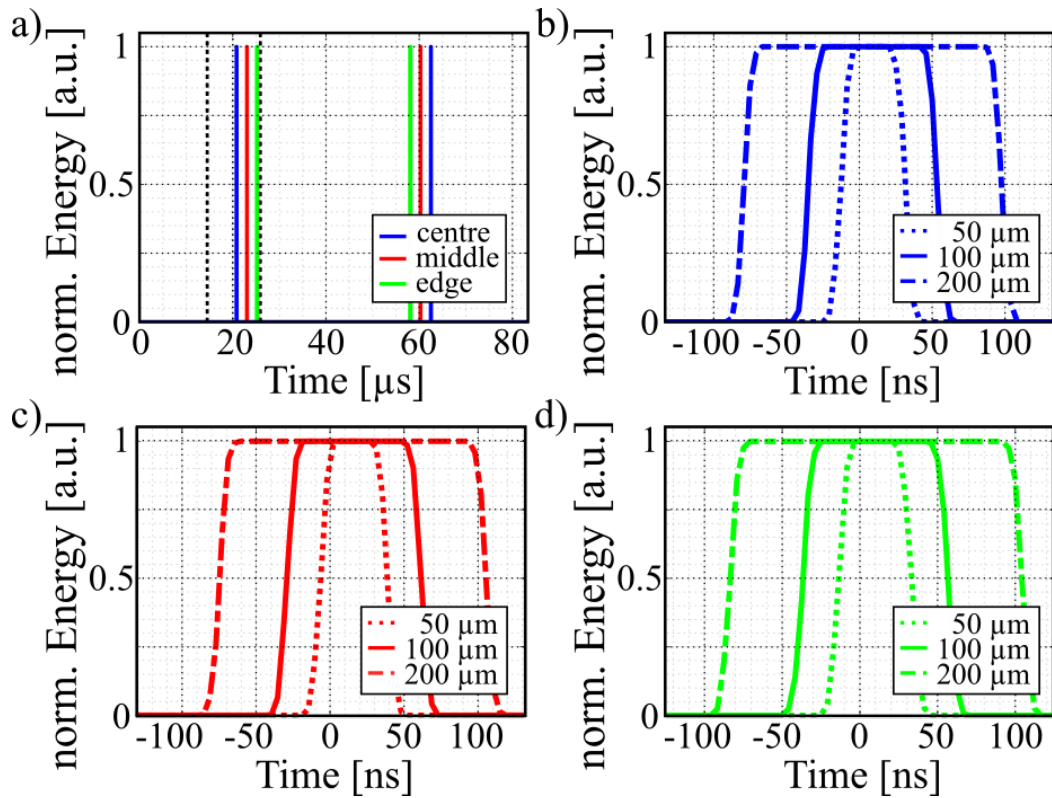 a)
norm. Energy [a.u.]
1
0.5
0
0 20 40 60 80
Time [µs]
centre
middle
edge
b)
norm. Energy [a.u.]
1
0.5
0
-100 -50 0 50 100
Time [ns]
50 µm
100 µm
200 µm
c)
norm. Energy [a.u.]
1
0.5
0
-100 -50 0 50 100
Time [ns]
50 µm
100 µm
200 µm
d)
norm. Energy [a.u.]
1
0.5
0
-100 -50 0 50 100
Time [ns]
50 µm
100 µm
200 µm